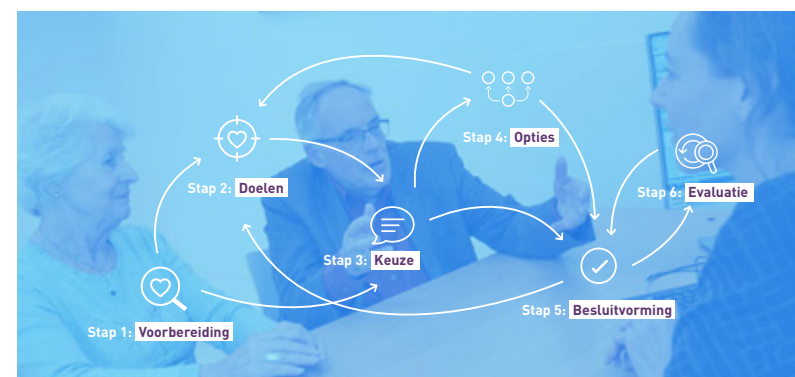 Stap 1: Voorbereiding
Stap 2: Doelen
Stap 3: Keuze
Stap 4: Opties
Stap 5: Besluitvorming
Stap 6: Evaluatie